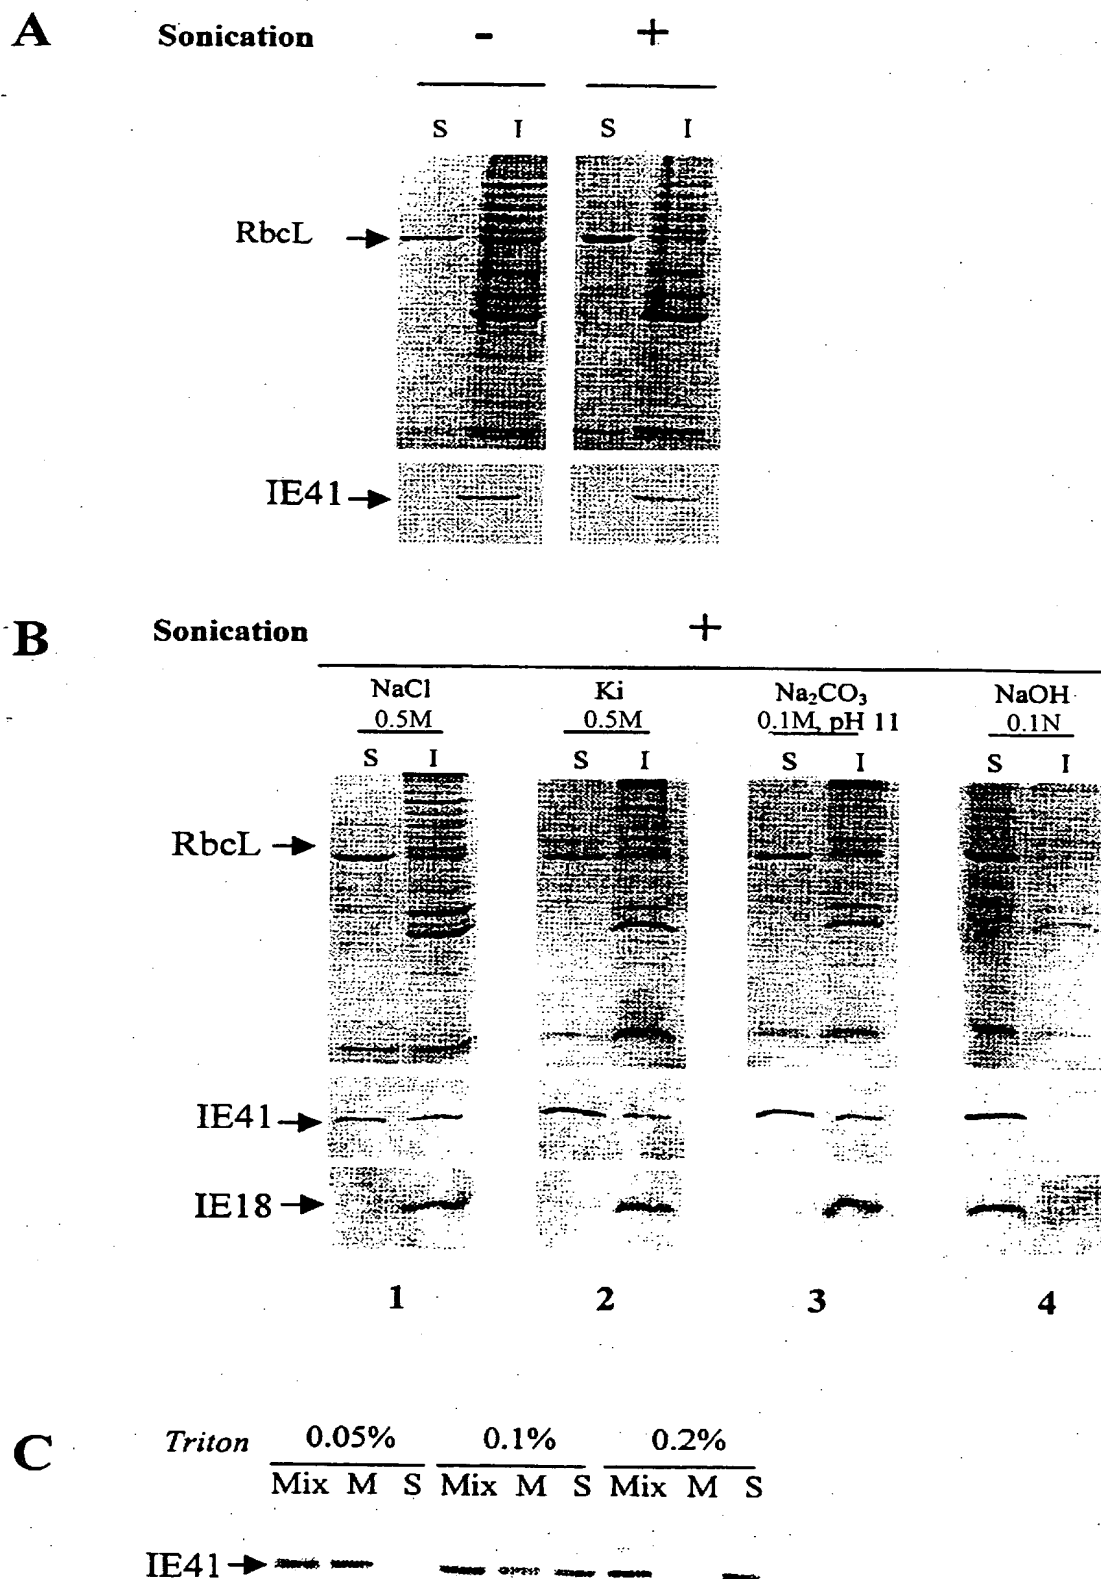 A Sonication - +
S I S I
RbcL
IE41
B Sonication +
NaCl Ki Na₂CO₃ NaOH
0.5M 0.5M 0.1M, pH 11 0.1N
S I S I S I S I
RbcL
IE41
IE18
1 2 3 4
C Triton 0.05% 0.1% 0.2%
Mix M S Mix M S Mix M S
IE41